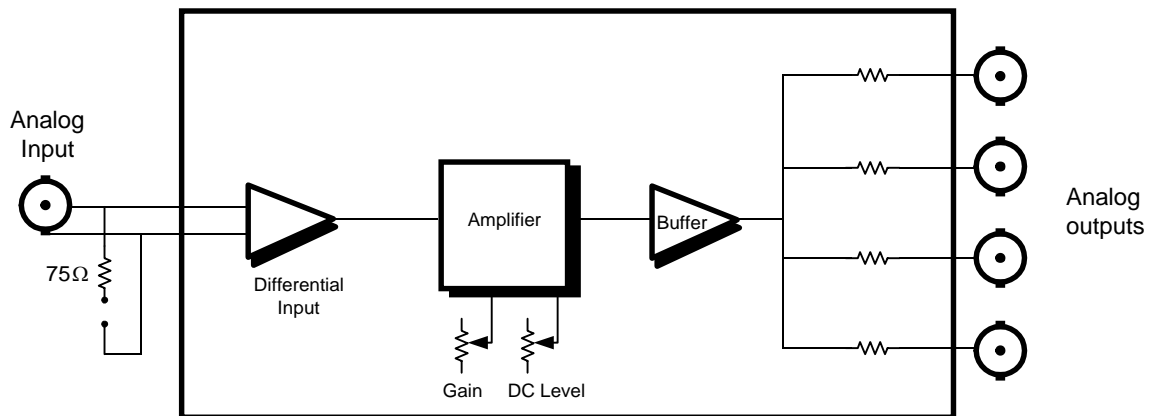 Analog
Input
75Ω
Differential
Input
Amplifier
Gain
DC Level
Buffer
Analog
outputs